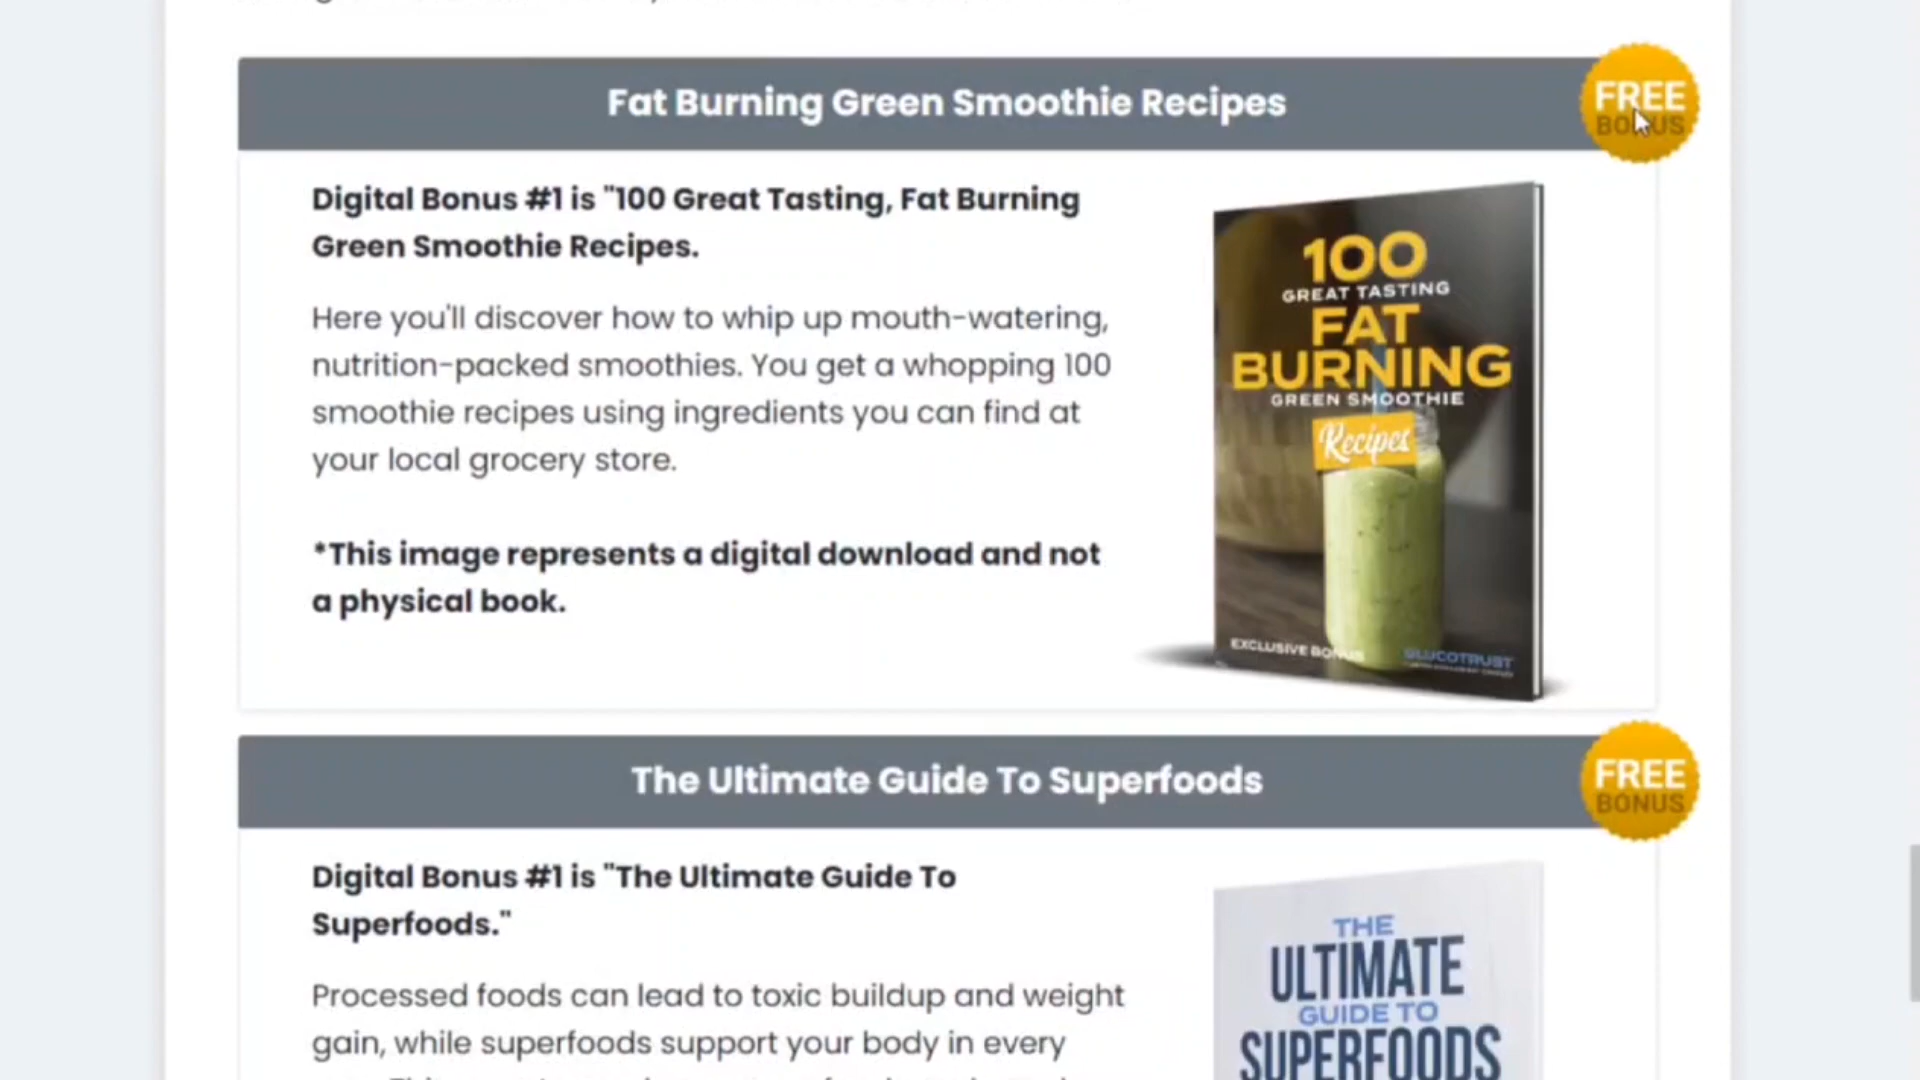 Fat Burning Green Smoothie Recipes
FREE
BONUS
Digital Bonus #1 is "100 Great Tasting, Fat Burning
Green Smoothie Recipes.
Here you'll discover how to whip up mouth-watering,
nutrition-packed smoothies. You get a whopping 100
smoothie recipes using ingredients you can find at
your local grocery store.
*This image represents a digital download and not
a physical book.
100
GREAT TASTING
FAT
BURNING
GREEN SMOOTHIE
Recipes
EXCLUSIVE BONUS
GLUCOTRUST
The Ultimate Guide To Superfoods
FREE
BONUS
Digital Bonus #1 is "The Ultimate Guide To
Superfoods."
Processed foods can lead to toxic buildup and weight
gain, while superfoods support your body in every
THE
ULTIMATE
GUIDE TO
SUPERFOODS